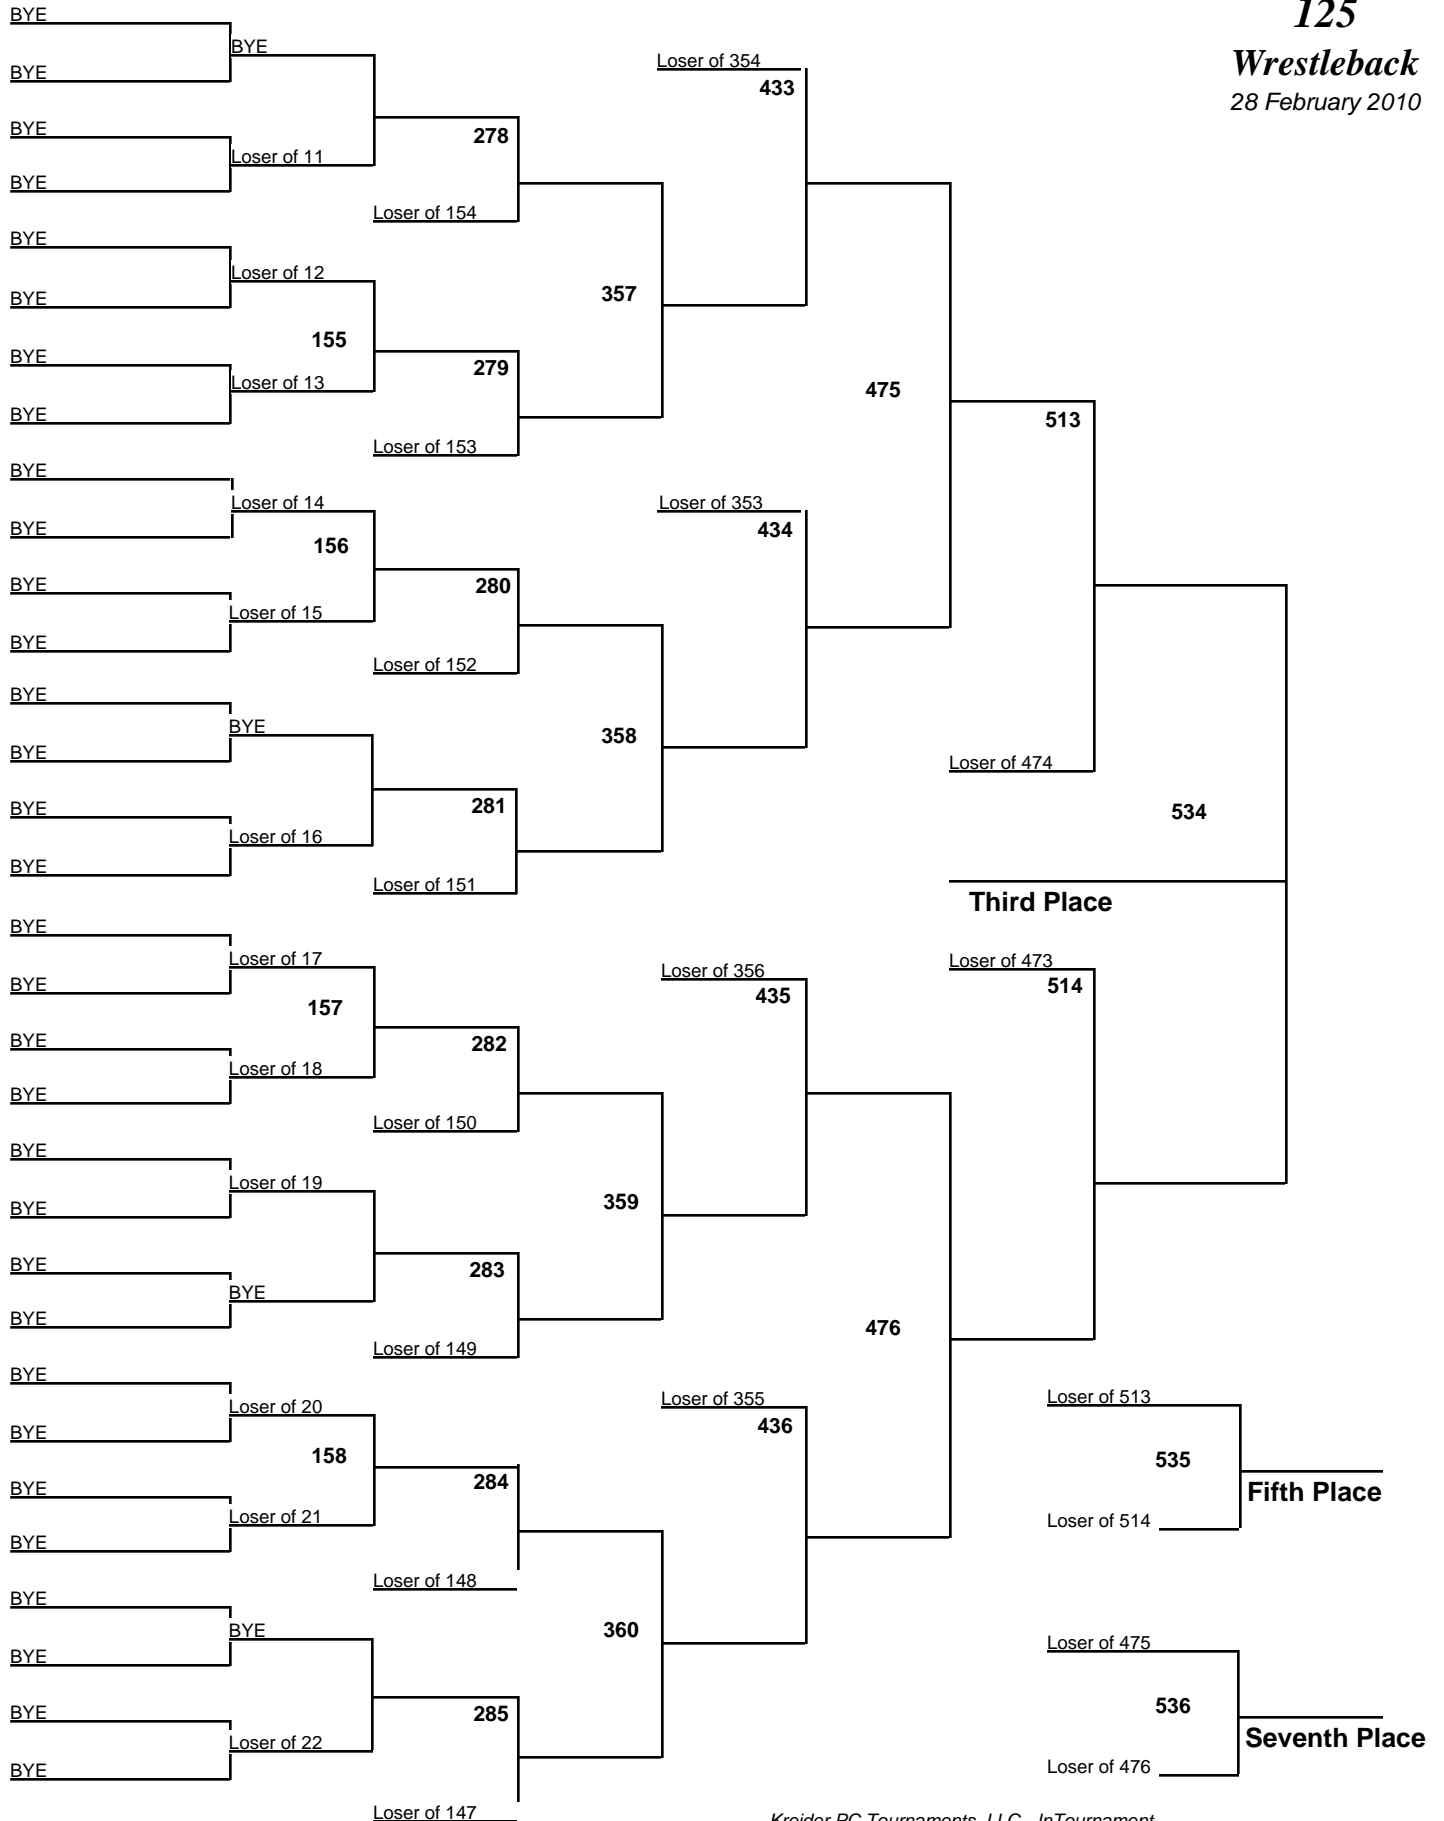 125
Wrestleback
28 February 2010
BYE
BYE
BYE
Loser of 354
433
BYE
Loser of 11
BYE
278
Loser of 154
BYE
Loser of 12
BYE
357
155
BYE
Loser of 13
BYE
279
Loser of 153
475
513
BYE
Loser of 14
BYE
156
Loser of 353
434
BYE
Loser of 15
BYE
280
Loser of 152
BYE
BYE
BYE
358
BYE
Loser of 16
BYE
281
Loser of 151
Loser of 474
534
Third Place
BYE
Loser of 17
BYE
157
Loser of 356
435
Loser of 473
514
BYE
Loser of 18
BYE
282
Loser of 150
BYE
Loser of 19
BYE
359
BYE
BYE
BYE
283
Loser of 149
476
BYE
Loser of 20
BYE
158
Loser of 355
436
Loser of 513
535
Fifth Place
Loser of 514
BYE
Loser of 21
BYE
284
Loser of 148
BYE
BYE
BYE
360
Loser of 475
536
Seventh Place
Loser of 476
BYE
Loser of 22
BYE
285
Loser of 147
Kreider PC Tournaments, LLC - InTournament